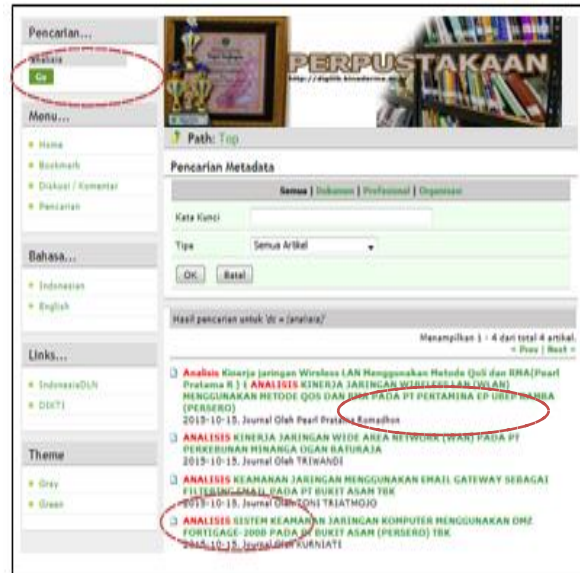 Pencarian...
analisis
Go
Menu...
Home
Bookmark
Diskusi / Komentar
Pencarian
Bahasa...
Indonesian
English
Links...
IndonesiaDLN
DIKTI
Theme
Gray
Green
PERPUSTAKAAN
Path: Top
Pencarian Metadata
Semua | Dokumen | Profesional | Organisasi
Kata Kunci
Tipe Semua Artikel
OK Batal
Hasil pencarian untuk 'dc = (analisis)'
Menampilkan 1 - 4 dari total 4 artikel.
< Prev | Next >
Analisis Kinerja jaringan Wireless LAN Menggunakan Metode QoS dan RMA(Pearl
Pratama R ) ( ANALISIS KINERJA JARINGAN WIRELESS LAN (WLAN)
MENGGUNAKAN METODE QOS DAN RMA PADA PT PERTAMINA EP UBEP RAMBA
(PERSERO)
2015-10-15, Journal Oleh Pearl Pratama Romadhon
ANALISIS KINERJA JARINGAN WIDE AREA NETWORK (WAN) PADA PT
PERKEBUNAN MINANGA OGAN BATURAJA
2015-10-15, Journal Oleh TRIWANDI
ANALISIS KEAMANAN JARINGAN MENGGUNAKAN EMAIL GATEWAY SEBAGAI
FILTERING EMAIL PADA PT BUKIT ASAM TBK
2015-10-15, Journal Oleh TRIATMOJO
ANALISIS SISTEM KEAMANAN JARINGAN KOMPUTER MENGGUNAKAN DMZ
FORTIGAGE-200B PADA PT BUKIT ASAM (PERSERO) TBK
2015-10-15, Journal Oleh KURNIATI